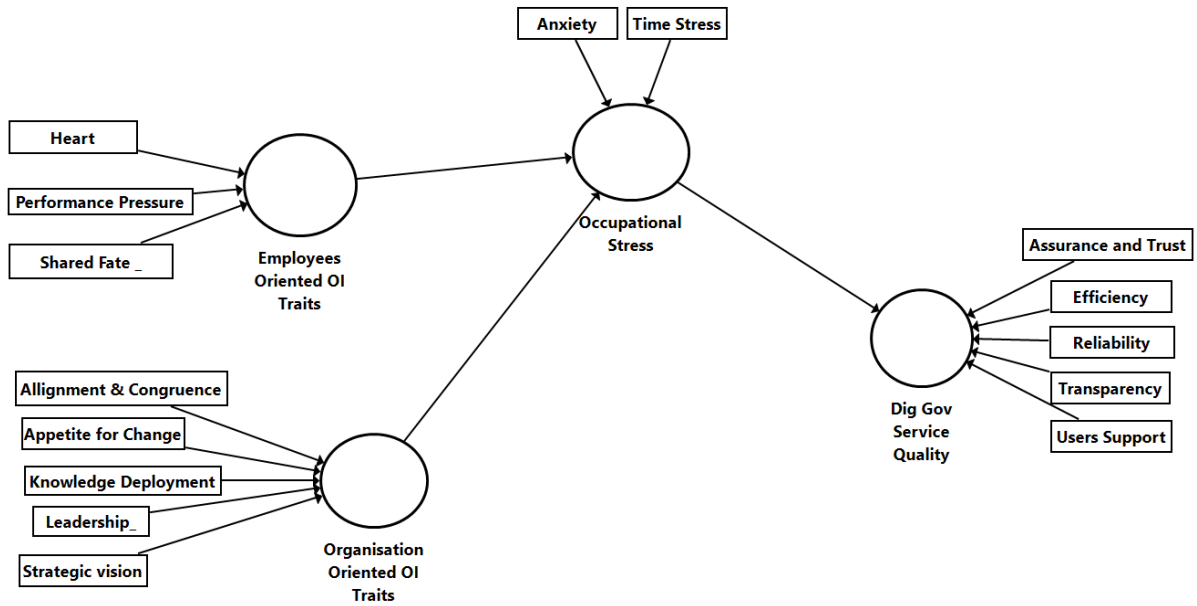 Anxiety
Time Stress
Heart
Performance Pressure
Shared Fate _
Employees
Oriented OI
Traits
Occupational
Stress
Assurance and Trust
Efficiency
Reliability
Transparency
Users Support
Dig Gov
Service
Quality
Allignment & Congruence
Appetite for Change
Knowledge Deployment
Leadership_
Strategic vision
Organisation
Oriented OI
Traits